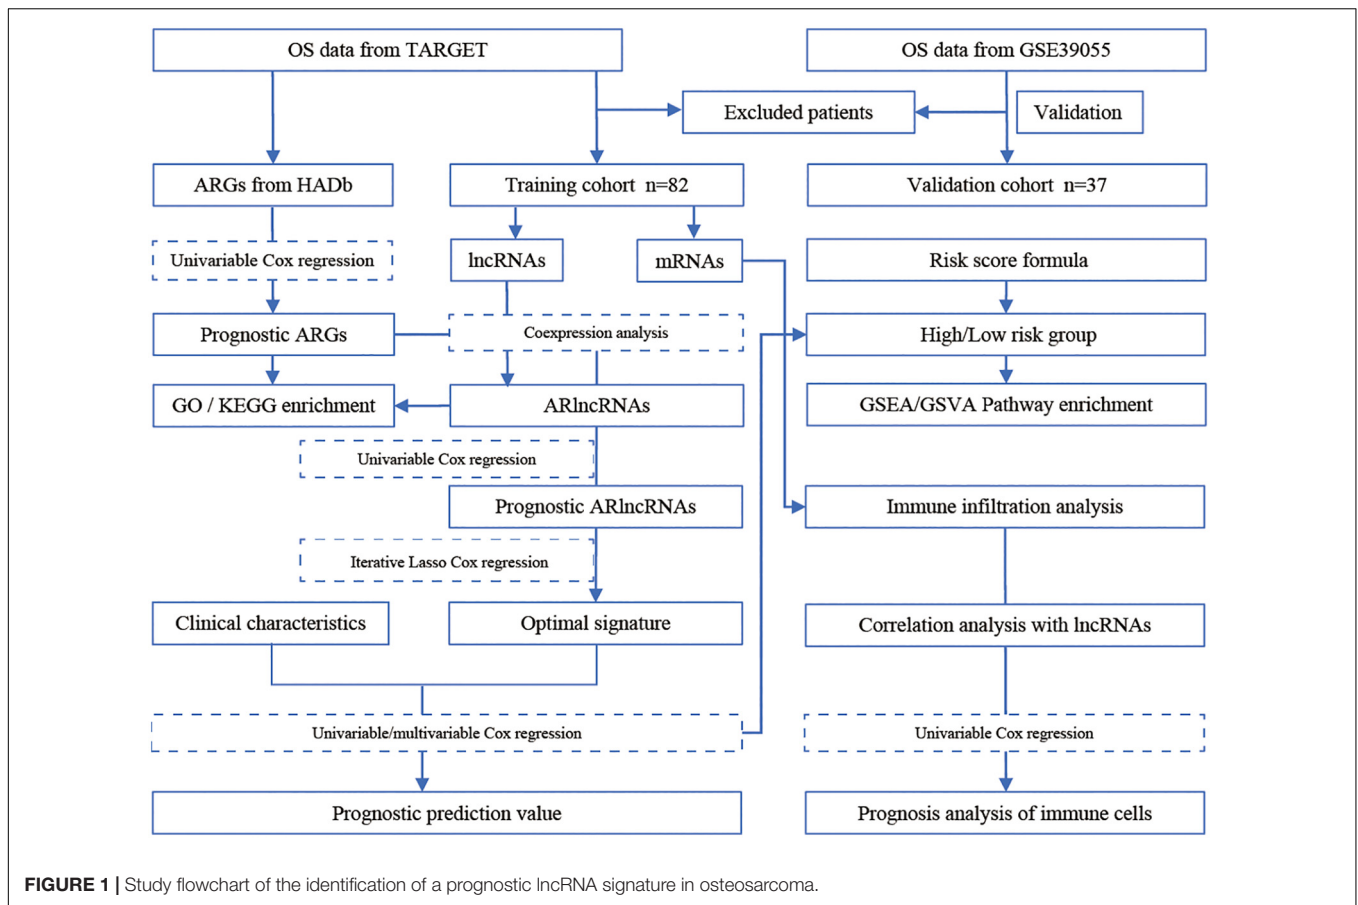 OS data from TARGET
OS data from GSE39055
Excluded patients
Validation
ARGs from HADb
Training cohort n=82
Validation cohort n=37
Univariable Cox regression
lncRNAs
mRNAs
Risk score formula
Prognostic ARGs
Coexpression analysis
High/Low risk group
GO / KEGG enrichment
ARlncRNAs
GSEA/GSVA Pathway enrichment
Univariable Cox regression
Prognostic ARlncRNAs
Immune infiltration analysis
Iterative Lasso Cox regression
Clinical characteristics
Optimal signature
Correlation analysis with lncRNAs
Univariable/multivariable Cox regression
Univariable Cox regression
Prognostic prediction value
Prognosis analysis of immune cells
FIGURE 1 | Study flowchart of the identification of a prognostic lncRNA signature in osteosarcoma.